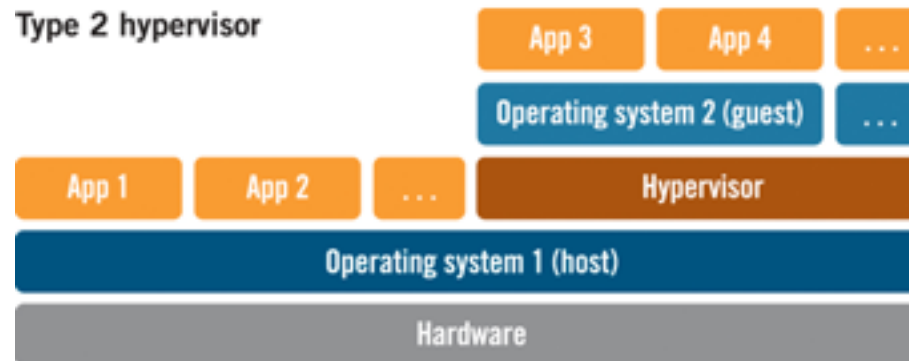 Type 2 hypervisor
App 3 App 4 ...
Operating system 2 (guest) ...
App 1 App 2 ... Hypervisor
Operating system 1 (host)
Hardware